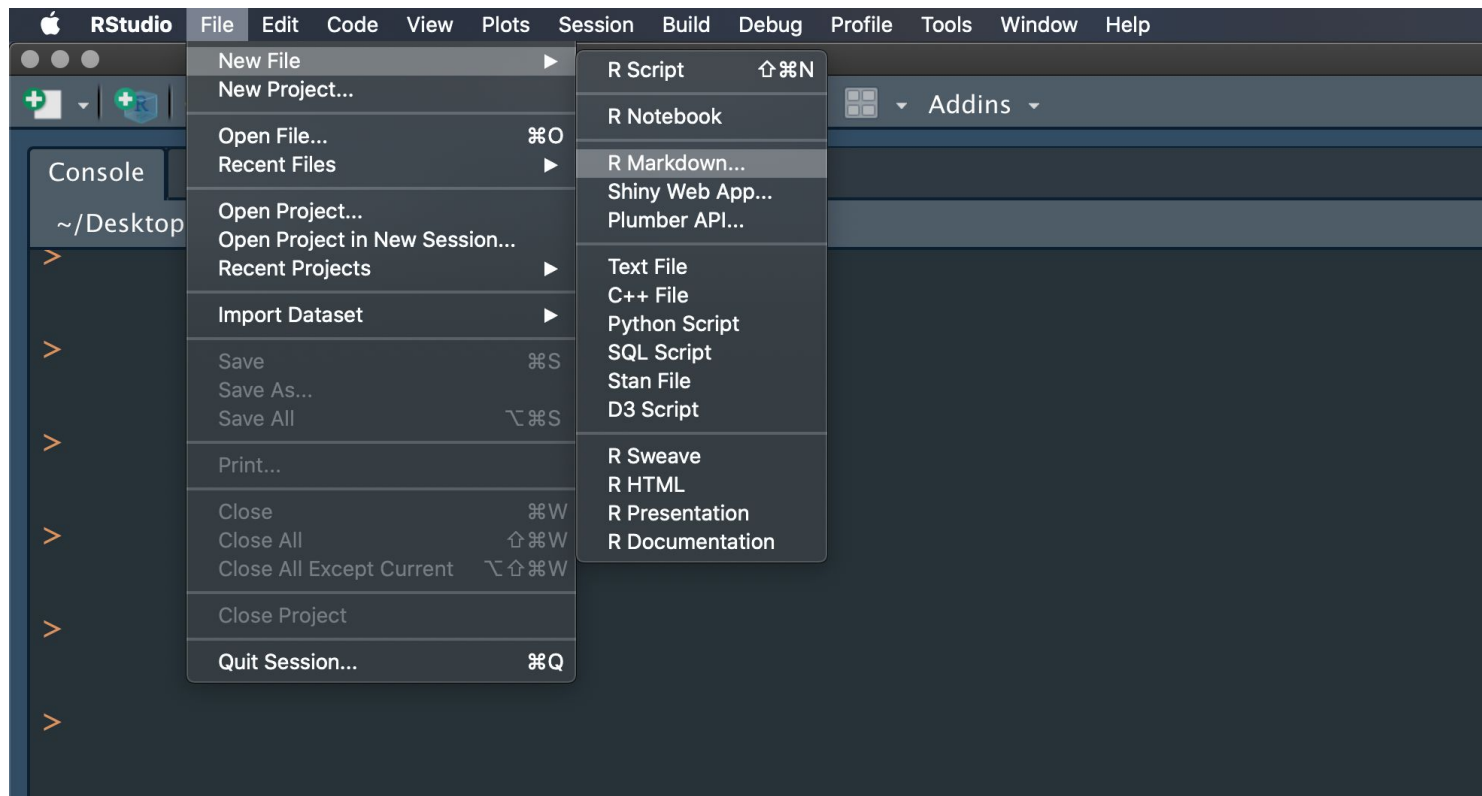 RStudio File Edit Code View Plots Session Build Debug Profile Tools Window Help
New File
New Project...
Open File... ⌘O
Recent Files
Open Project...
Open Project in New Session...
Recent Projects
Import Dataset
Save ⌘S
Save As...
Save All ⌥⌘S
Print...
Close ⌘W
Close All ⇧⌘W
Close All Except Current ⌥⇧⌘W
Close Project
Quit Session... ⌘Q
R Script ⇧⌘N
R Notebook
R Markdown...
Shiny Web App...
Plumber API...
Text File
C++ File
Python Script
SQL Script
Stan File
D3 Script
R Sweave
R HTML
R Presentation
R Documentation
R
Addins
Console
~/Desktop
>
>
>
>
>
>